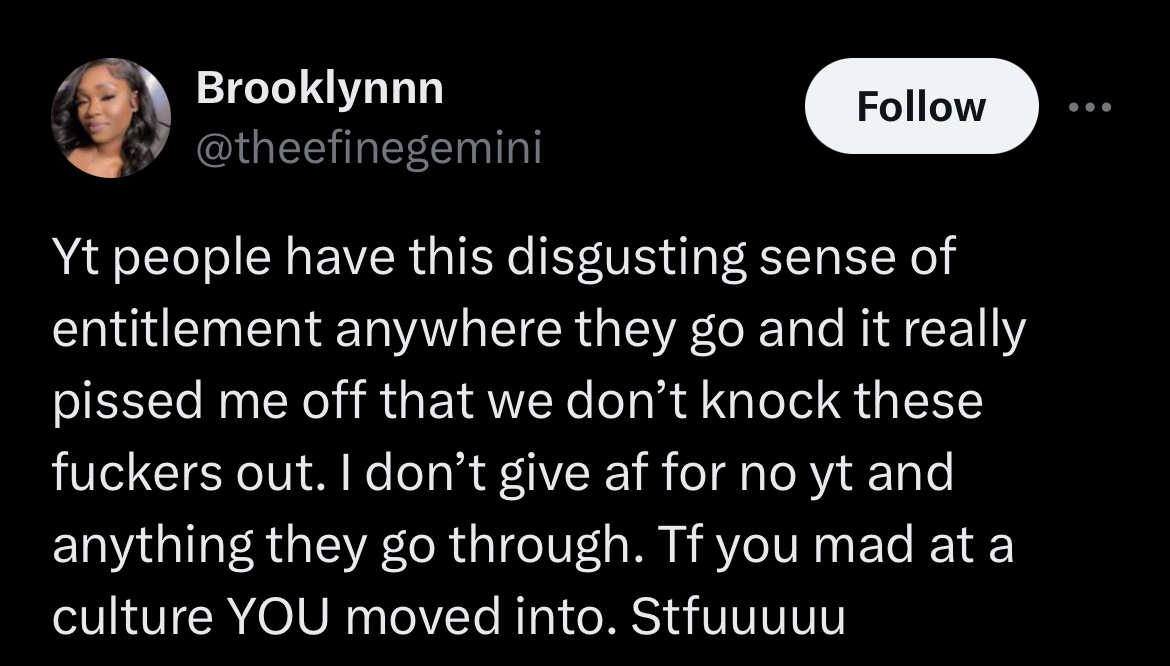 Brooklynnn
@theefinegemini
Follow
Yt people have this disgusting sense of
entitlement anywhere they go and it really
pissed me off that we don’t knock these
fuckers out. I don’t give af for no yt and
anything they go through. Tf you mad at a
culture YOU moved into. Stfuuuuu